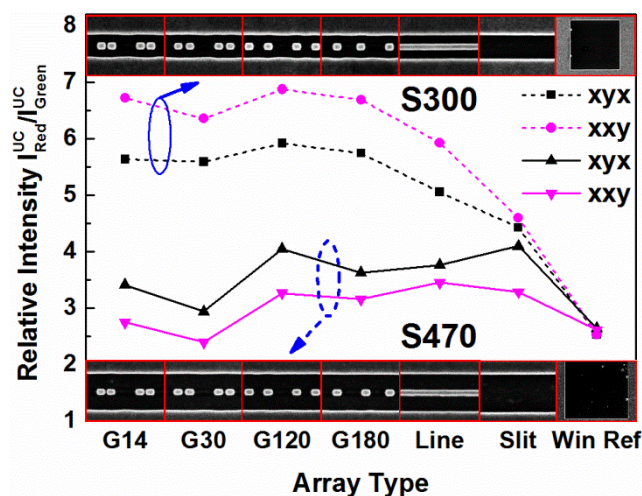 8
7
6
5
4
3
2
1
Relative Intensity I^UC_Red/I^UC_Green
S300
xyx
xxy
xyx
xxy
S470
G14 G30 G120 G180 Line Slit Win Ref
Array Type